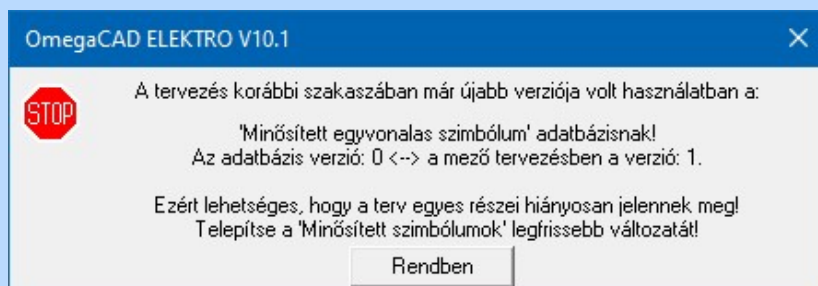 OmegaCAD ELEKTRO V10.1
STOP
A tervezés korábbi szakaszában már újabb verziója volt használatban a:
'Minősített egyvonalas szimbólum' adatbázisnak!
Az adatbázis verzió: 0 <--> a mező tervezésben a verzió: 1.
Ezért lehetséges, hogy a terv egyes részei hiányosan jelennek meg!
Telepítse a 'Minősített szimbólumok' legfrissebb változatát!
Rendben